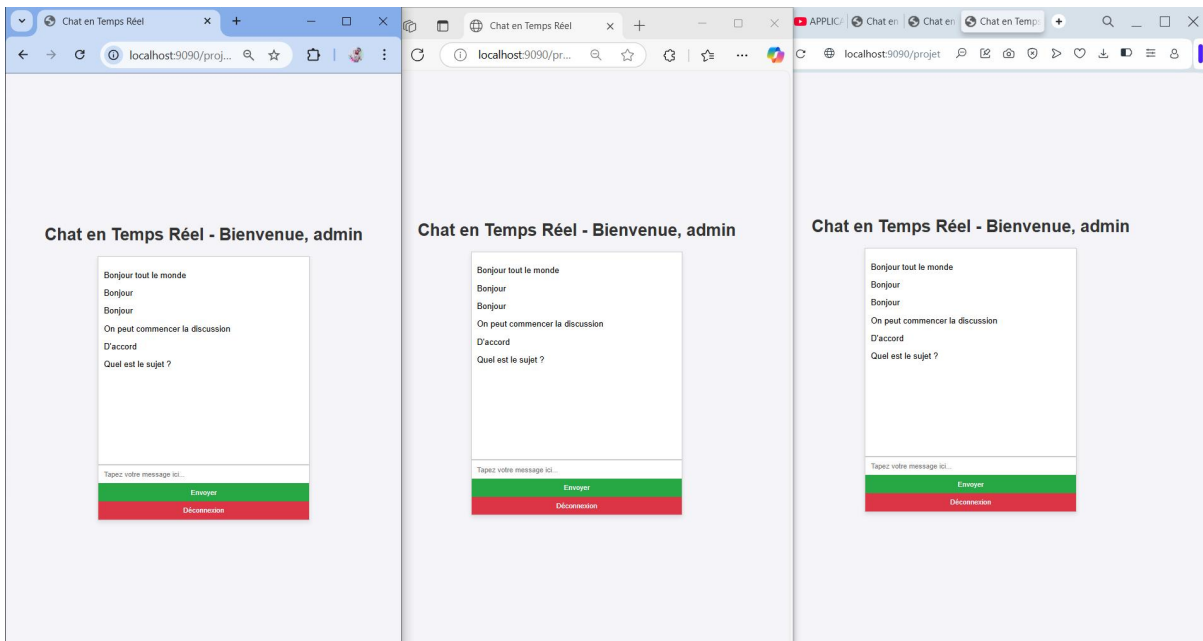 Chat en Temps Réel
localhost:9090/proj...
Chat en Temps Réel - Bienvenue, admin
Bonjour tout le monde
Bonjour
Bonjour
On peut commencer la discussion
D'accord
Quel est le sujet ?
Tapez votre message ici...
Envoyer
Déconnexion
Chat en Temps Réel
localhost:9090/pr...
Chat en Temps Réel - Bienvenue, admin
Bonjour tout le monde
Bonjour
Bonjour
On peut commencer la discussion
D'accord
Quel est le sujet ?
Tapez votre message ici...
Envoyer
Déconnexion
APPLICA Chat en Chat en Chat en Temps
localhost:9090/projet
Chat en Temps Réel - Bienvenue, admin
Bonjour tout le monde
Bonjour
Bonjour
On peut commencer la discussion
D'accord
Quel est le sujet ?
Tapez votre message ici...
Envoyer
Déconnexion